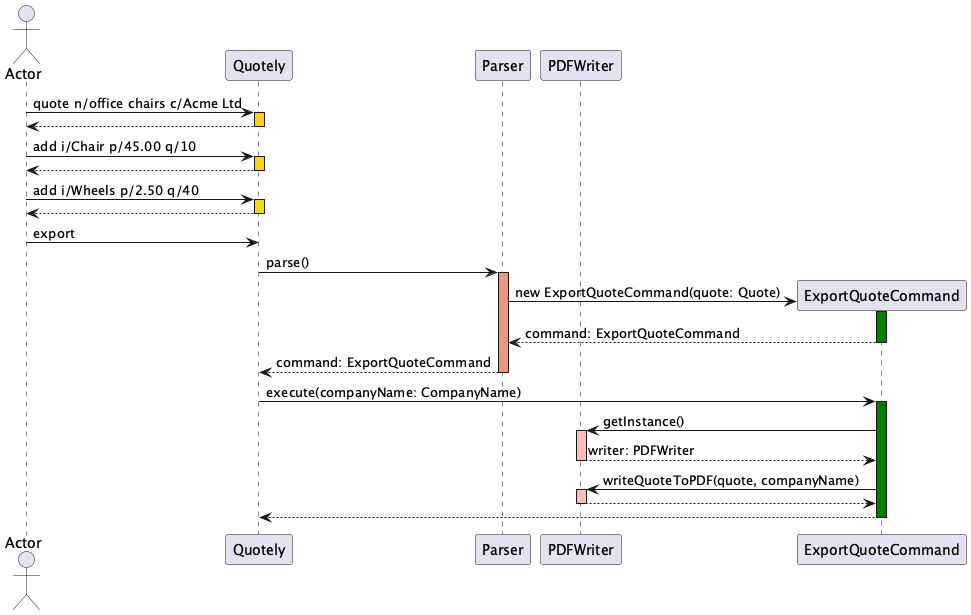 Actor
Quotely
Parser
PDFWriter
quote n/office chairs c/Acme Ltd
add i/Chair p/45.00 q/10
add i/Wheels p/2.50 q/40
export
parse()
new ExportQuoteCommand(quote: Quote)
ExportQuoteCommand
command: ExportQuoteCommand
command: ExportQuoteCommand
execute(companyName: CompanyName)
getInstance()
writer: PDFWriter
writeQuoteToPDF(quote, companyName)
Actor
Quotely
Parser
PDFWriter
ExportQuoteCommand